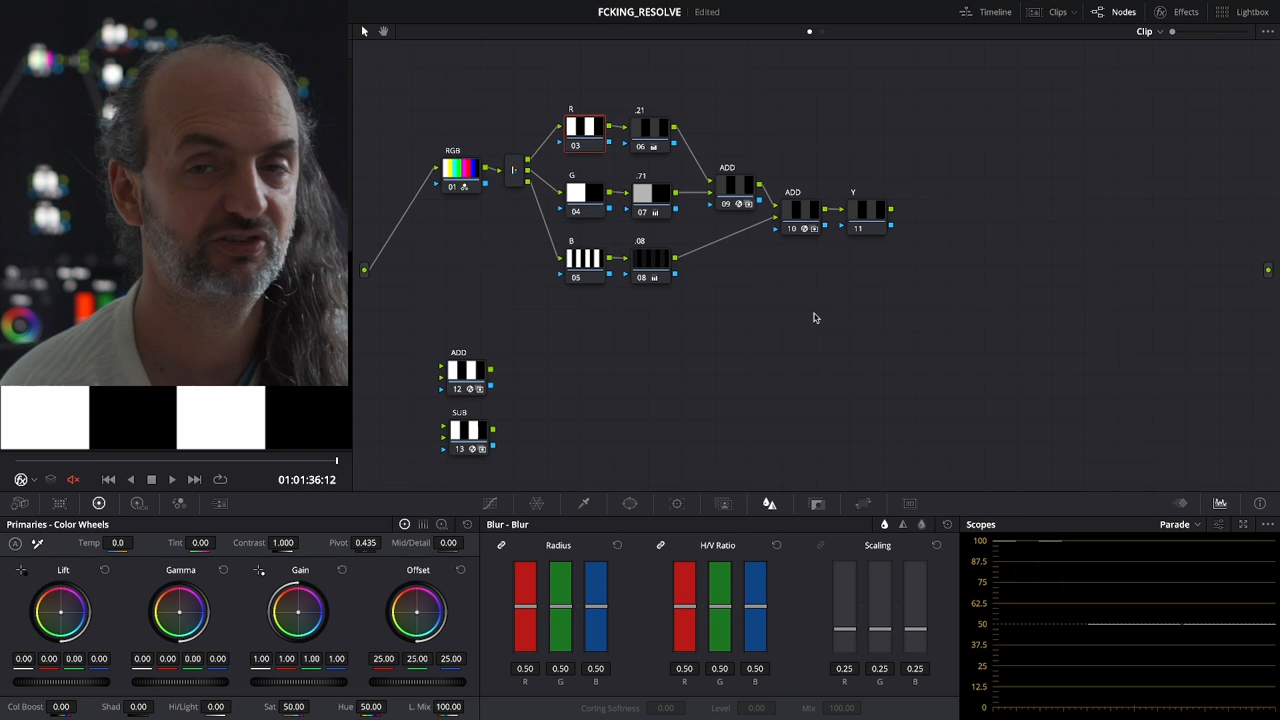 FCKING_RESOLVE Edited
Timeline Clips Nodes Effects Lightbox
Clip
R
03
.21
06
RGB
01
G
04
.71
07
B
05
.08
08
ADD
09
ADD
10
Y
11
ADD
12
SUB
13
01:01:36:12
Primaries - Color Wheels
Temp 0.0 Tint 0.00 Contrast 1.000 Pivot 0.435 Mid/Detail 0.00
Lift Gamma Gain Offset
0.00 0.00 0.00 0.00 0.00 0.00 0.00 0.00 1.00 1.00 1.00 1.00 25.00 25.00 25.00
Col Boost 0.00 Shad 0.00 Hi/Light 0.00 Sat 50.0 Hue 50.00 L. Mix 100.00
Blur - Blur
Radius H/V Ratio Scaling
0.50 0.50 0.50 0.50 0.50 0.50 0.25 0.25 0.25
R G B R G B R G B
Coring Softness 0.00 Level 0.00 Mix 100.00
Scopes Parade
100
87.5
75
62.5
50
37.5
25
12.5
0